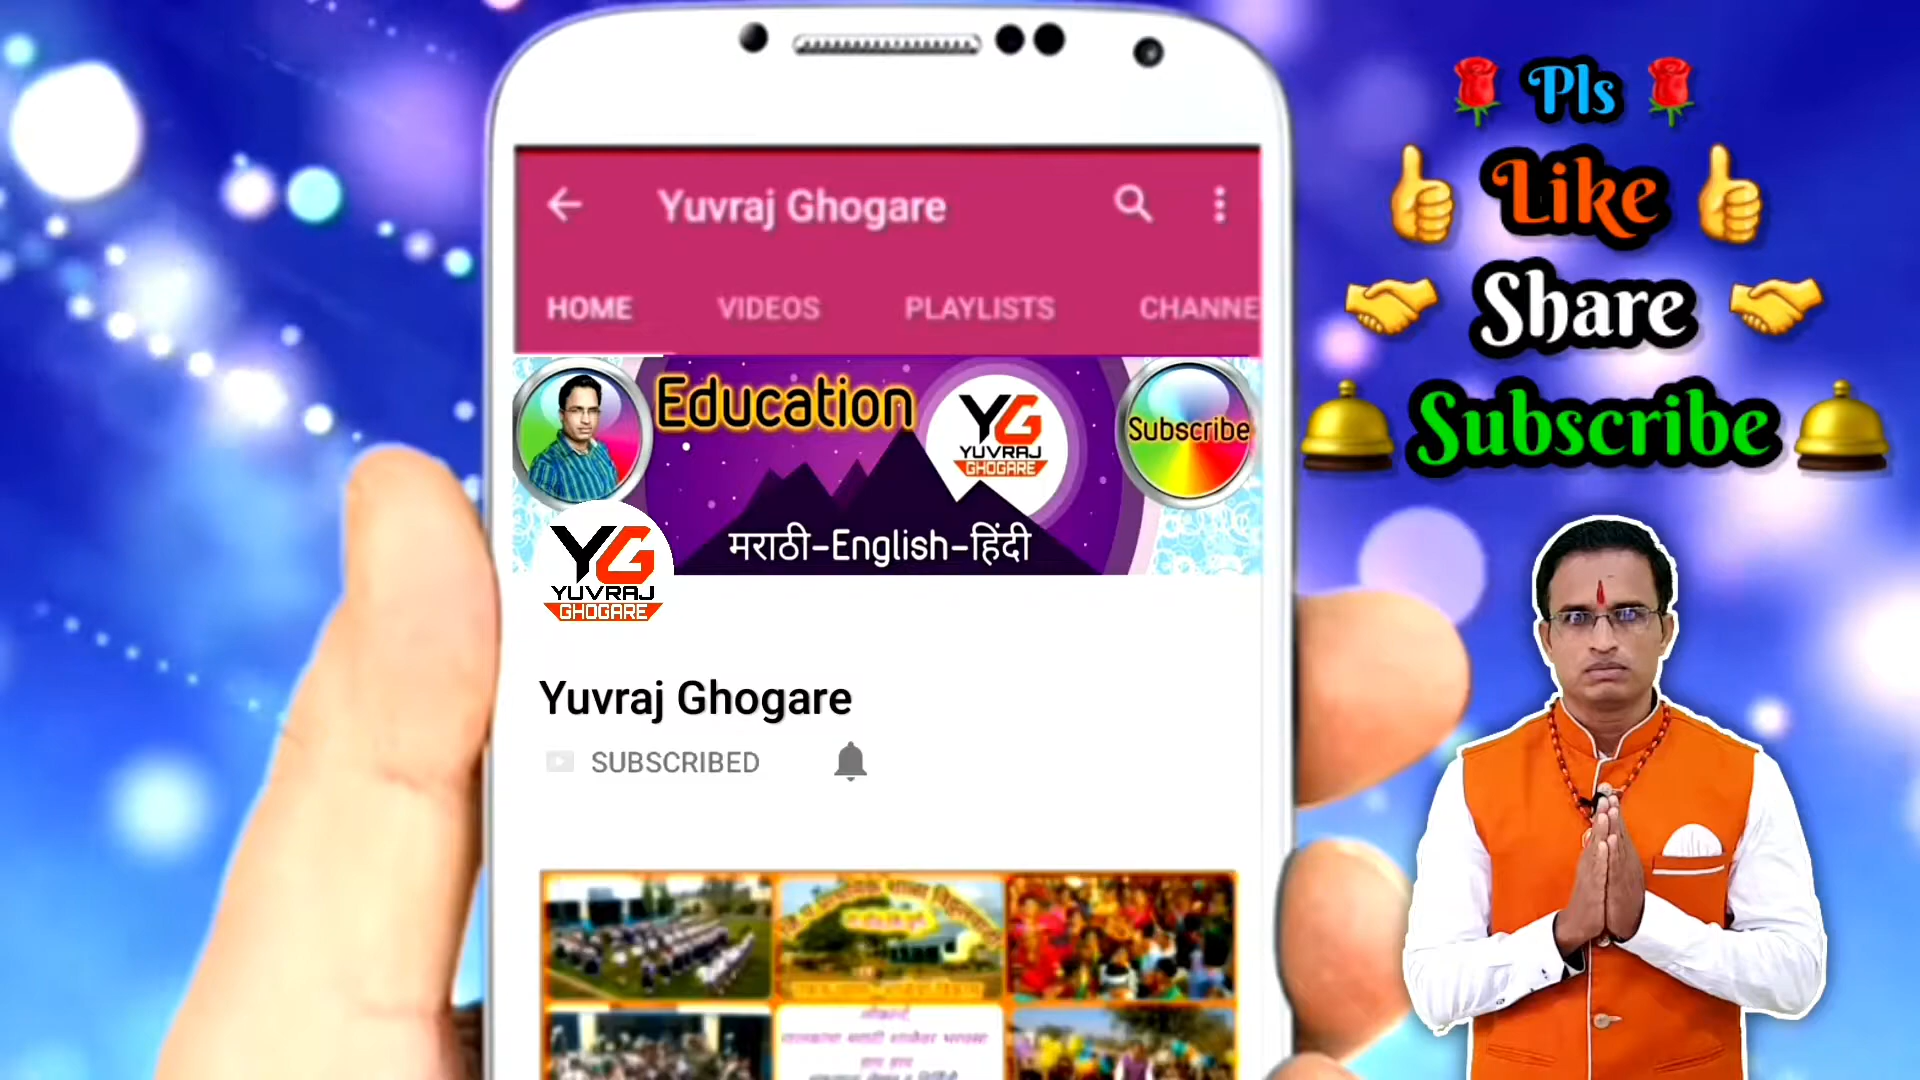 Yuvraj Ghogare
HOME VIDEOS PLAYLISTS CHANNE
Education
YG
YUVRAJ
GHOGARE
Subscribe
मराठी-English-हिंदी
YG
YUVRAJ
GHOGARE
Yuvraj Ghogare
SUBSCRIBED
Pls
Like
Share
Subscribe